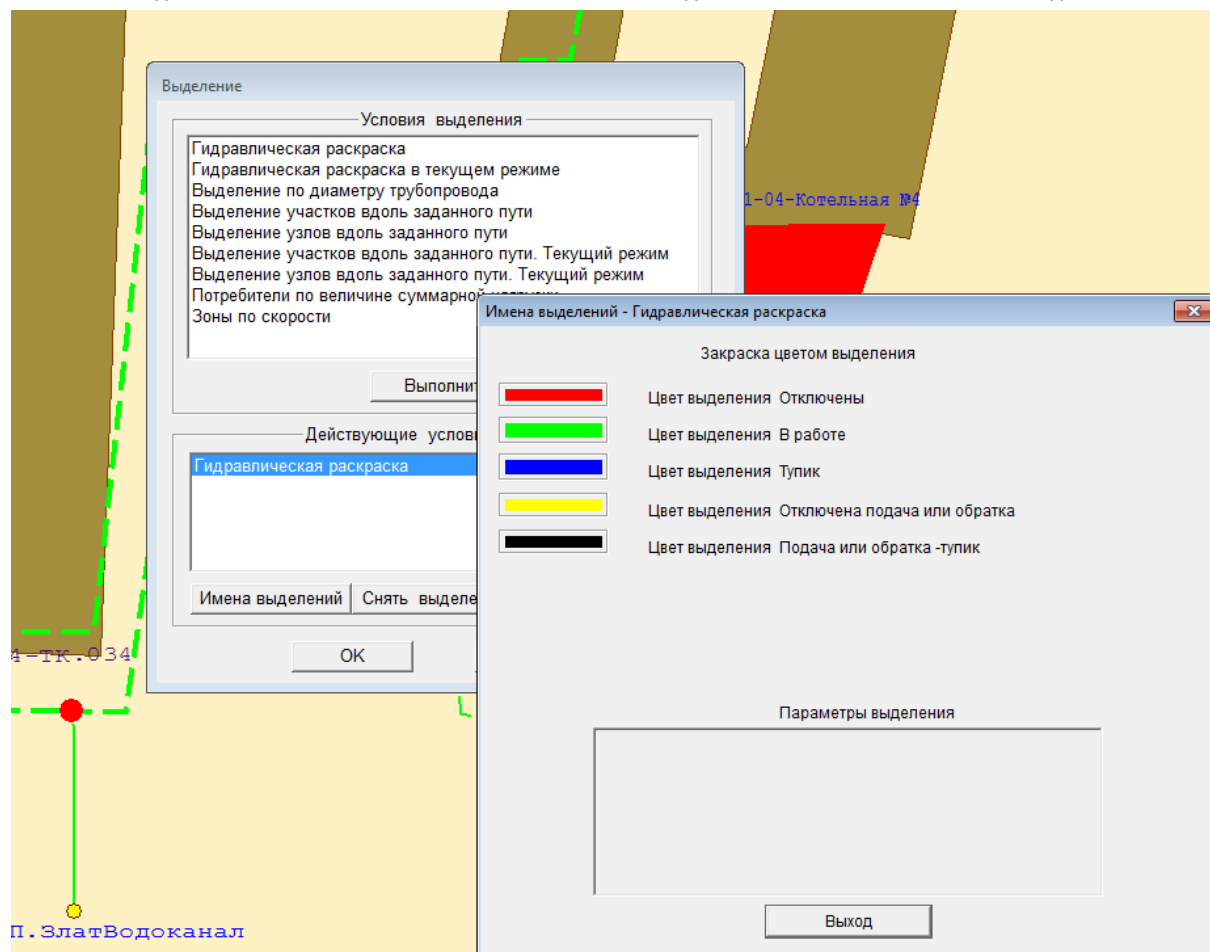 Выделение
Условия выделения
Гидравлическая раскраска
Гидравлическая раскраска в текущем режиме
Выделение по диаметру трубопровода
Выделение участков вдоль заданного пути
Выделение узлов вдоль заданного пути
Выделение участков вдоль заданного пути. Текущий режим
Выделение узлов вдоль заданного пути. Текущий режим
Потребители по величине суммарной
Зоны по скорости
Выполнит
Действующие услов
Гидравлическая раскраска
Имена выделений
Снять выделе
OK
1-04-Котельная №4
Имена выделений - Гидравлическая раскраска
Закраска цветом выделения
Цвет выделения Отключены
Цвет выделения В работе
Цвет выделения Тупик
Цвет выделения Отключена подача или обратка
Цвет выделения Подача или обратка -тупик
Параметры выделения
Выход
4-ТК.034
П.ЗлатВодоканал